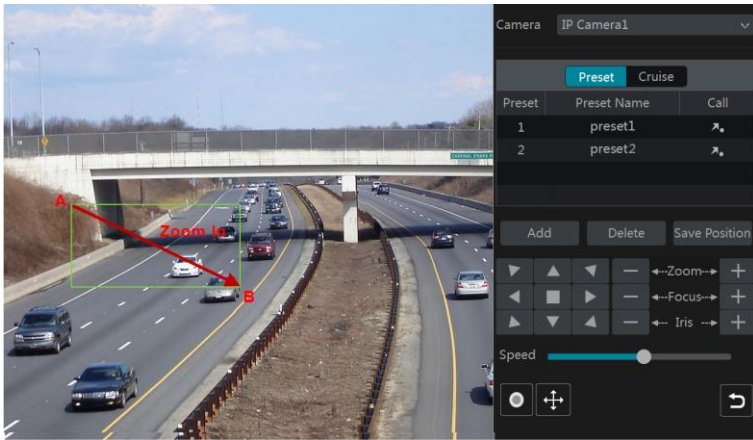 Camera IP Camera1
Preset Cruise
Preset Preset Name Call
1 preset1
2 preset2
Add Delete Save Position
Zoom
Focus
Iris
Speed
A
Zoom In
B